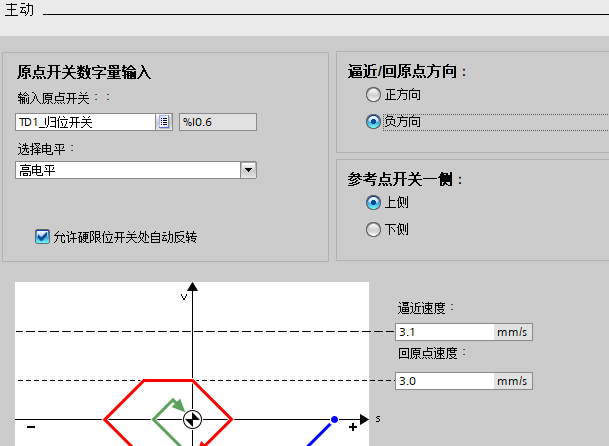 主动
原点开关数字量输入
输入原点开关：：
TD1_归位开关
%I0.6
选择电平：
高电平
允许硬限位开关处自动反转
逼近/回原点方向：
正方向
负方向
参考点开关一侧：
上侧
下侧
逼近速度：
3.1 mm/s
回原点速度：
3.0 mm/s
v
s
−
+